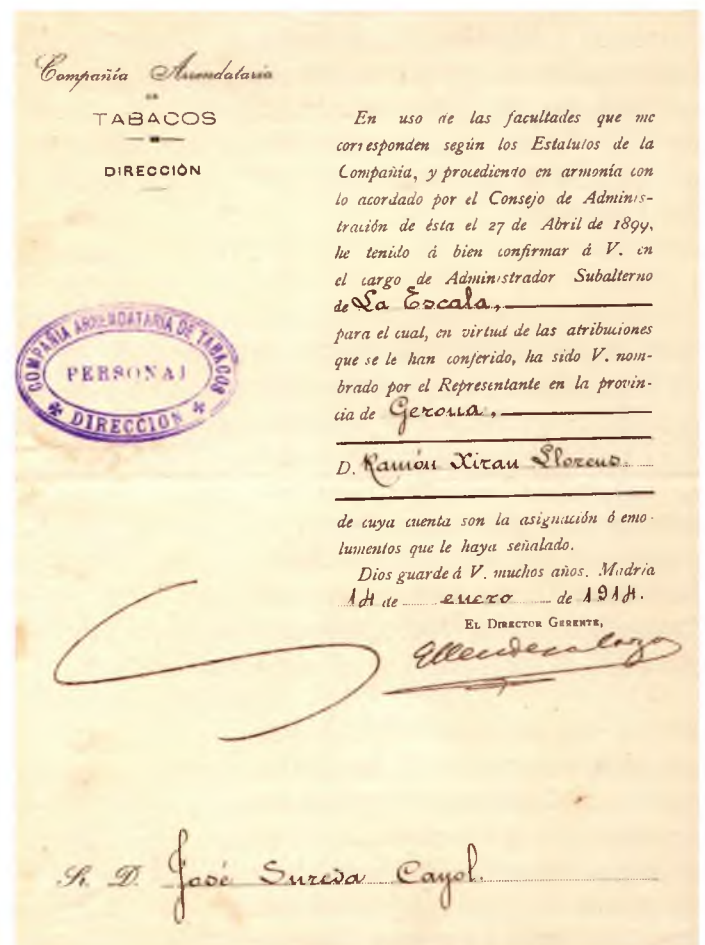 Compañía Arrendataria
DE
TABACOS
DIRECCIÓN
En uso de las facultades que me
corresponden según los Estatutos de la
Compañia, y procediendo en armonía con
lo acordado por el Consejo de Adminis-
tración de ésta el 27 de Abril de 1899,
he tenido á bien confirmar á V. en
el cargo de Administrador Subalterno
de La Escala,
para el cual, en virtud de las atribuciones
que se le han conferido, ha sido V. nom-
brado por el Representante en la provin-
cia de Gerona,
D. Ramón Xirau Llorens
de cuya cuenta son la asignación ó emo-
lumentos que le haya señalado.
Dios guarde á V. muchos años. Madrid
14 de enero de 1914.
EL DIRECTOR GERENTE,
COMPAÑIA ARRENDATARIA DE TABACOS
PERSONAL
* DIRECCION *
Sr. D. José Sureda Cayol.